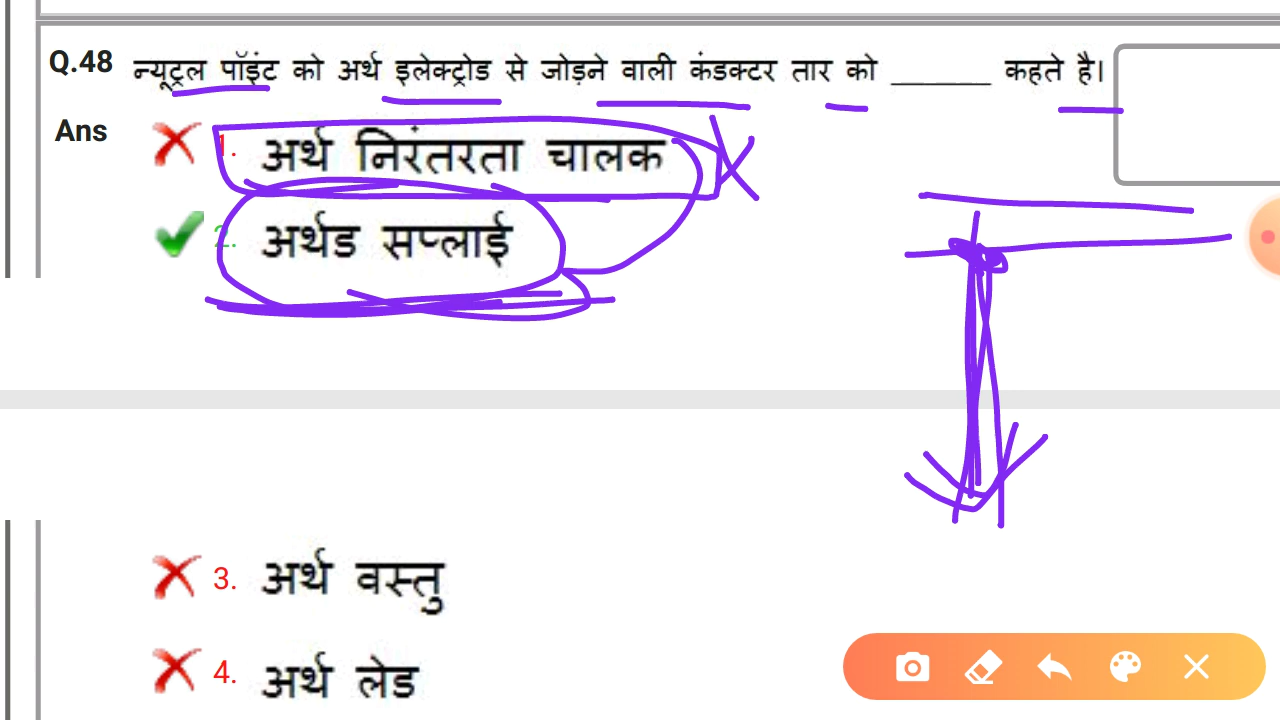 Q.48 न्यूट्रल पॉइंट को अर्थ इलेक्ट्रोड से जोड़ने वाली कंडक्टर तार को _______ कहते है।
Ans 1. अर्थ निरंतरता चालक
2. अर्थड सप्लाई
3. अर्थ वस्तु
4. अर्थ लेड